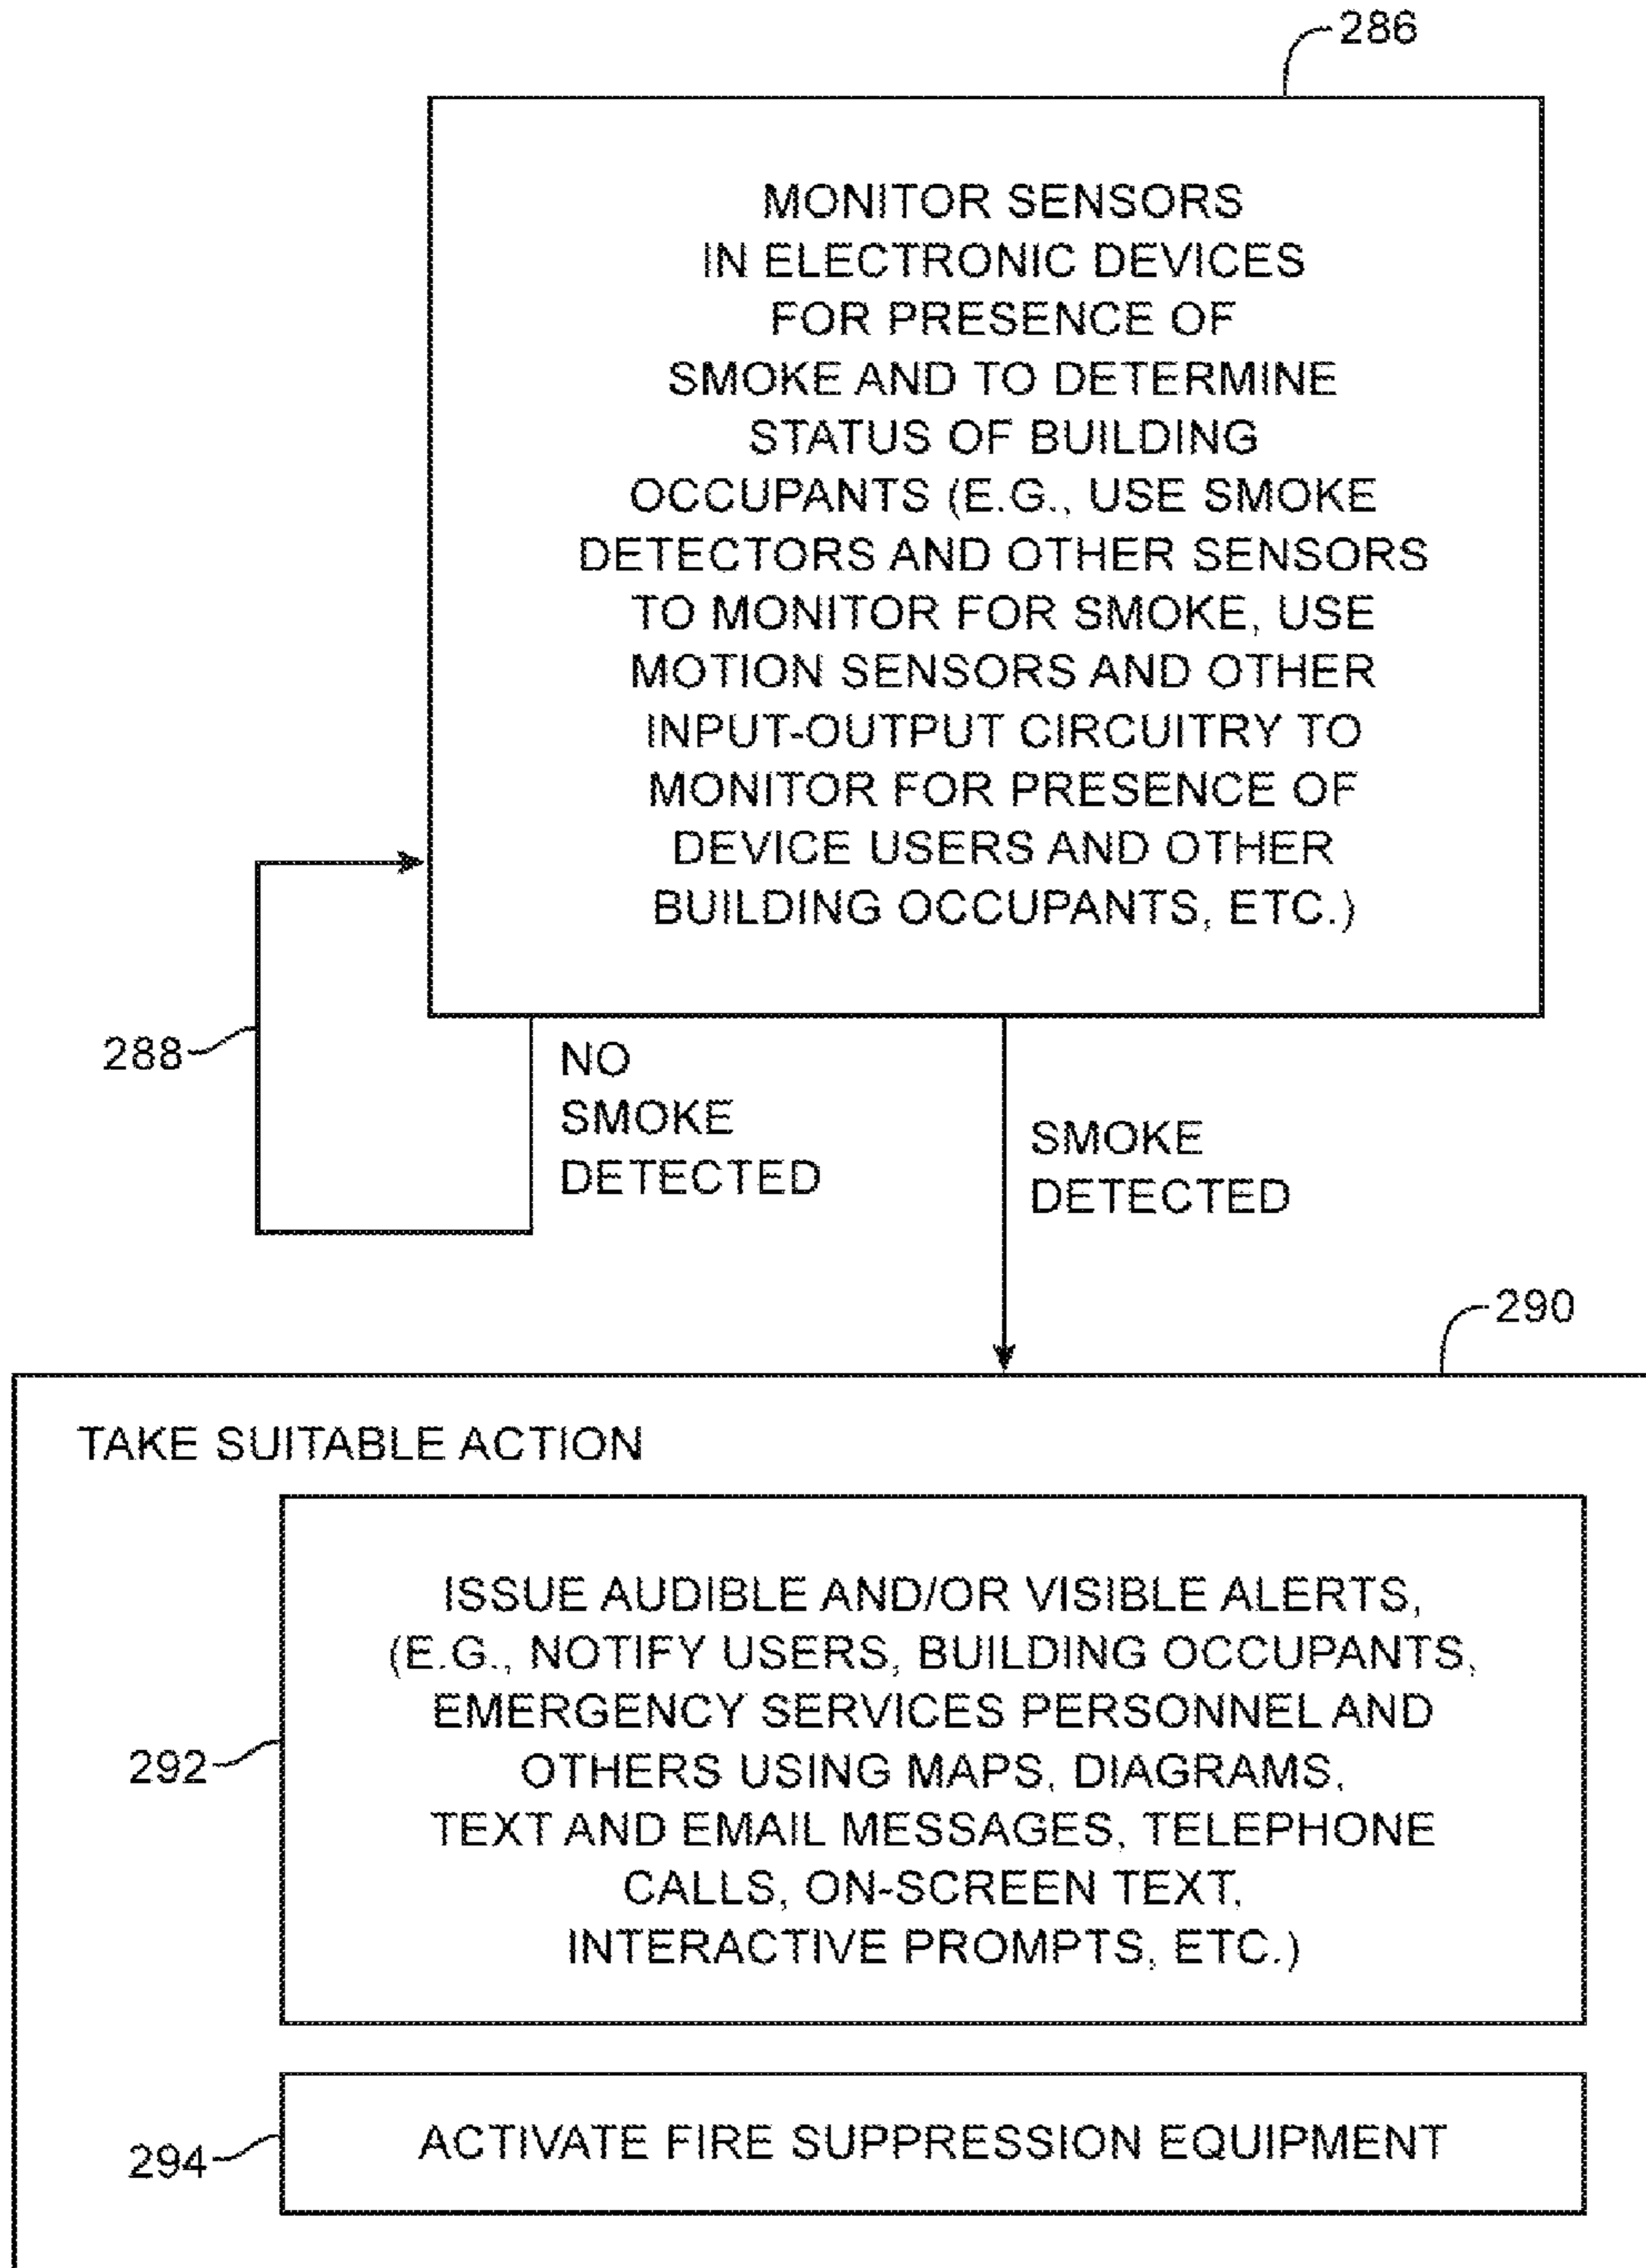 286
MONITOR SENSORS
IN ELECTRONIC DEVICES
FOR PRESENCE OF
SMOKE AND TO DETERMINE
STATUS OF BUILDING
OCCUPANTS (E.G., USE SMOKE
DETECTORS AND OTHER SENSORS
TO MONITOR FOR SMOKE, USE
MOTION SENSORS AND OTHER
INPUT-OUTPUT CIRCUITRY TO
MONITOR FOR PRESENCE OF
DEVICE USERS AND OTHER
BUILDING OCCUPANTS, ETC.)
288
NO
SMOKE
DETECTED
SMOKE
DETECTED
290
TAKE SUITABLE ACTION
ISSUE AUDIBLE AND/OR VISIBLE ALERTS,
(E.G., NOTIFY USERS, BUILDING OCCUPANTS,
EMERGENCY SERVICES PERSONNEL AND
OTHERS USING MAPS, DIAGRAMS,
TEXT AND EMAIL MESSAGES, TELEPHONE
CALLS, ON-SCREEN TEXT,
INTERACTIVE PROMPTS, ETC.)
292
ACTIVATE FIRE SUPPRESSION EQUIPMENT
294